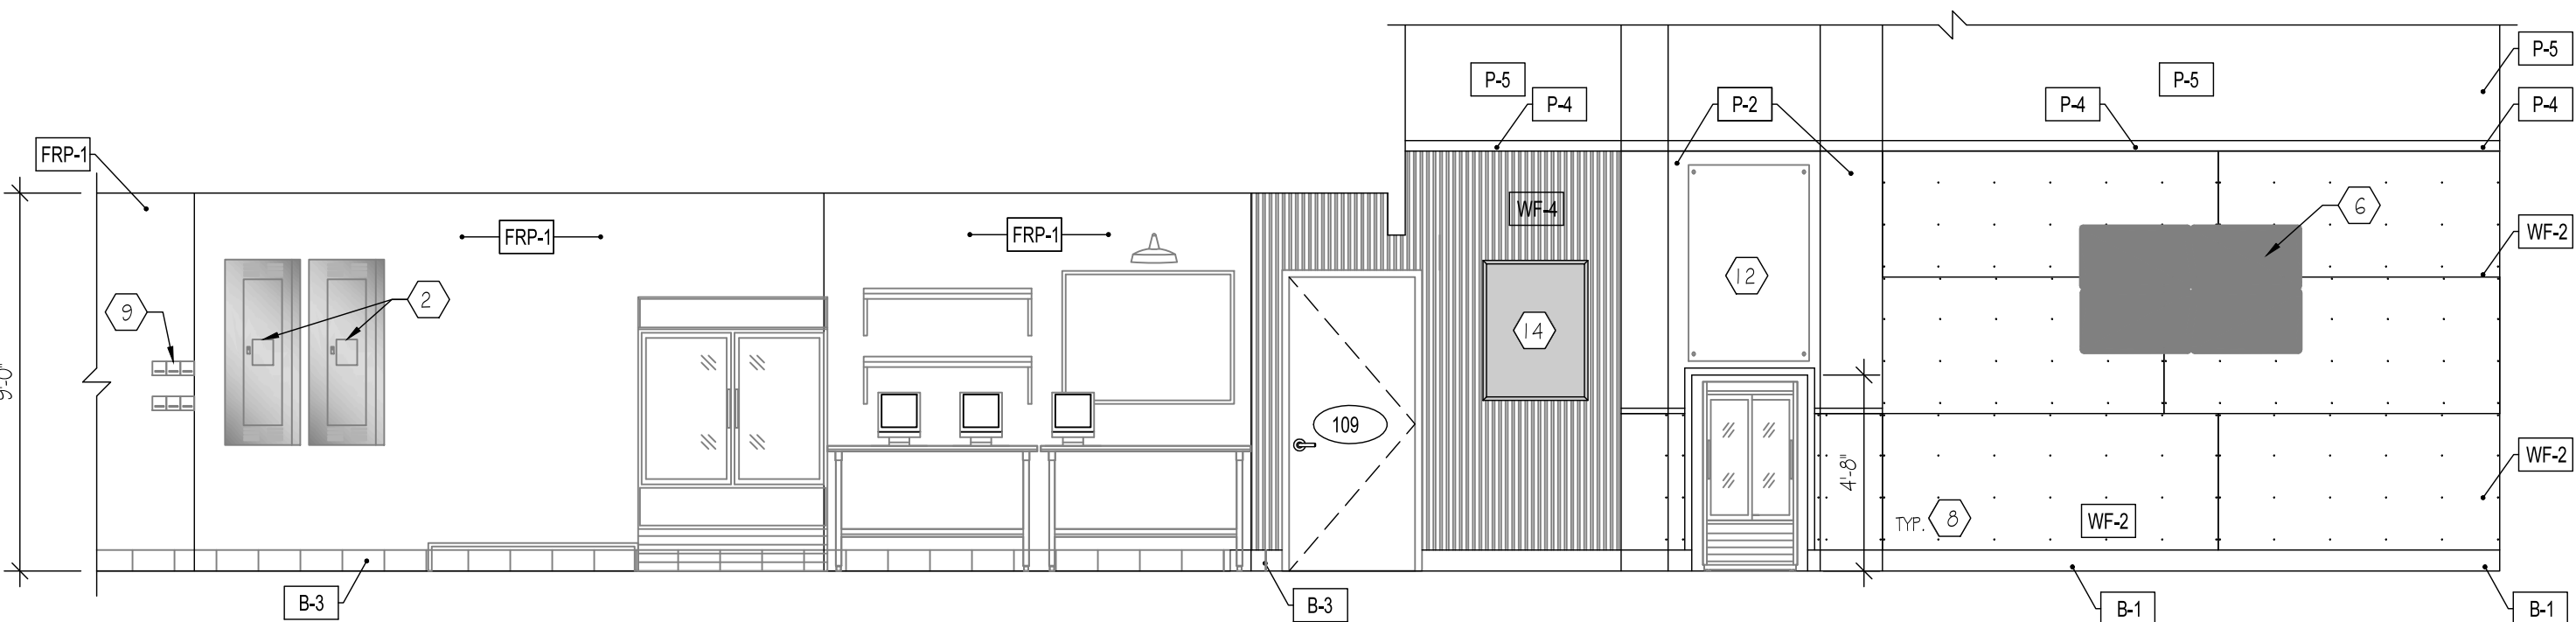 P-5
P-5
P-5
P-4
P-2
P-4
P-4
FRP-1
6
WF-4
FRP-1
FRP-1
WF-2
12
2
9
14
9'-0"
109
WF-2
4'-8"
TYP. 8
WF-2
B-3
B-3
B-1
B-1